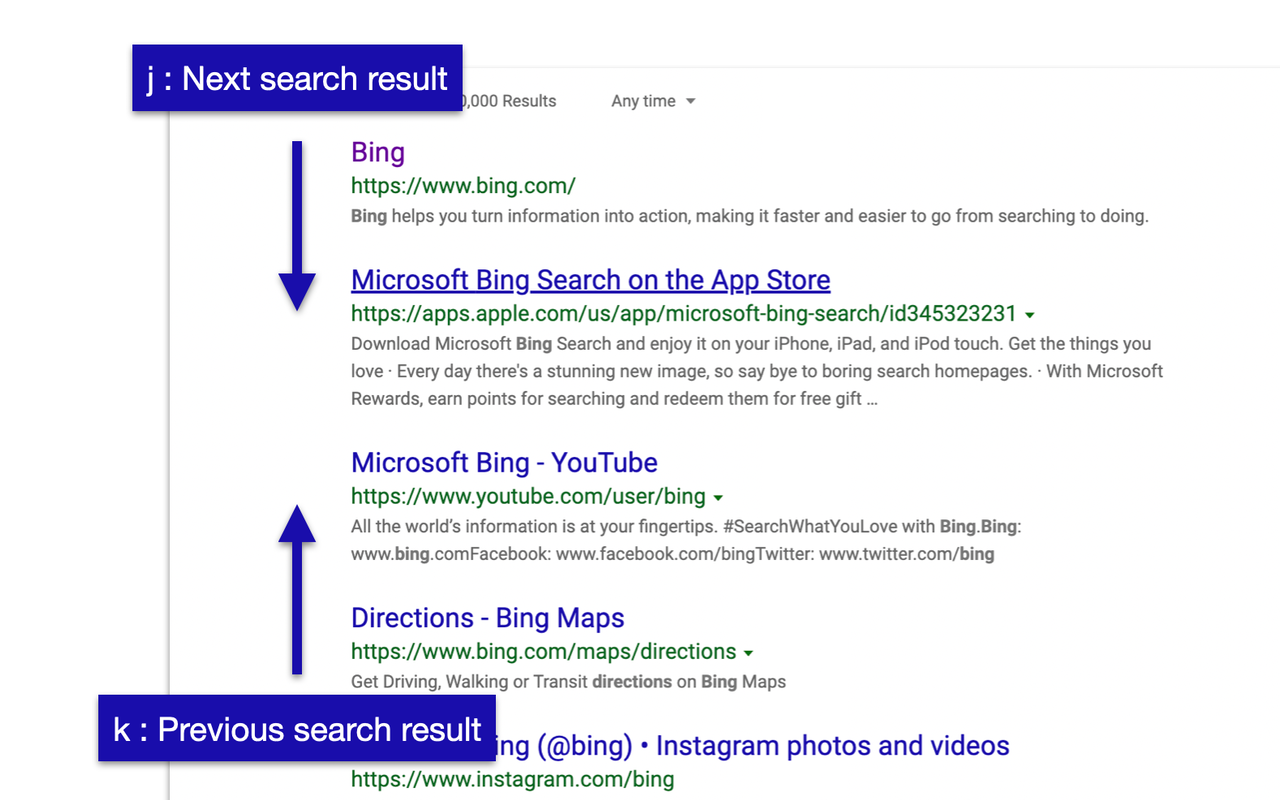 j : Next search result
0,000 Results
Any time
Bing
https://www.bing.com/
Bing helps you turn information into action, making it faster and easier to go from searching to doing.
Microsoft Bing Search on the App Store
https://apps.apple.com/us/app/microsoft-bing-search/id345323231
Download Microsoft Bing Search and enjoy it on your iPhone, iPad, and iPod touch. Get the things you
love · Every day there's a stunning new image, so say bye to boring search homepages. · With Microsoft
Rewards, earn points for searching and redeem them for free gift ...
Microsoft Bing - YouTube
https://www.youtube.com/user/bing
All the world’s information is at your fingertips. #SearchWhatYouLove with Bing.Bing:
www.bing.comFacebook: www.facebook.com/bingTwitter: www.twitter.com/bing
Directions - Bing Maps
https://www.bing.com/maps/directions
Get Driving, Walking or Transit directions on Bing Maps
k : Previous search result
ing (@bing) • Instagram photos and videos
https://www.instagram.com/bing